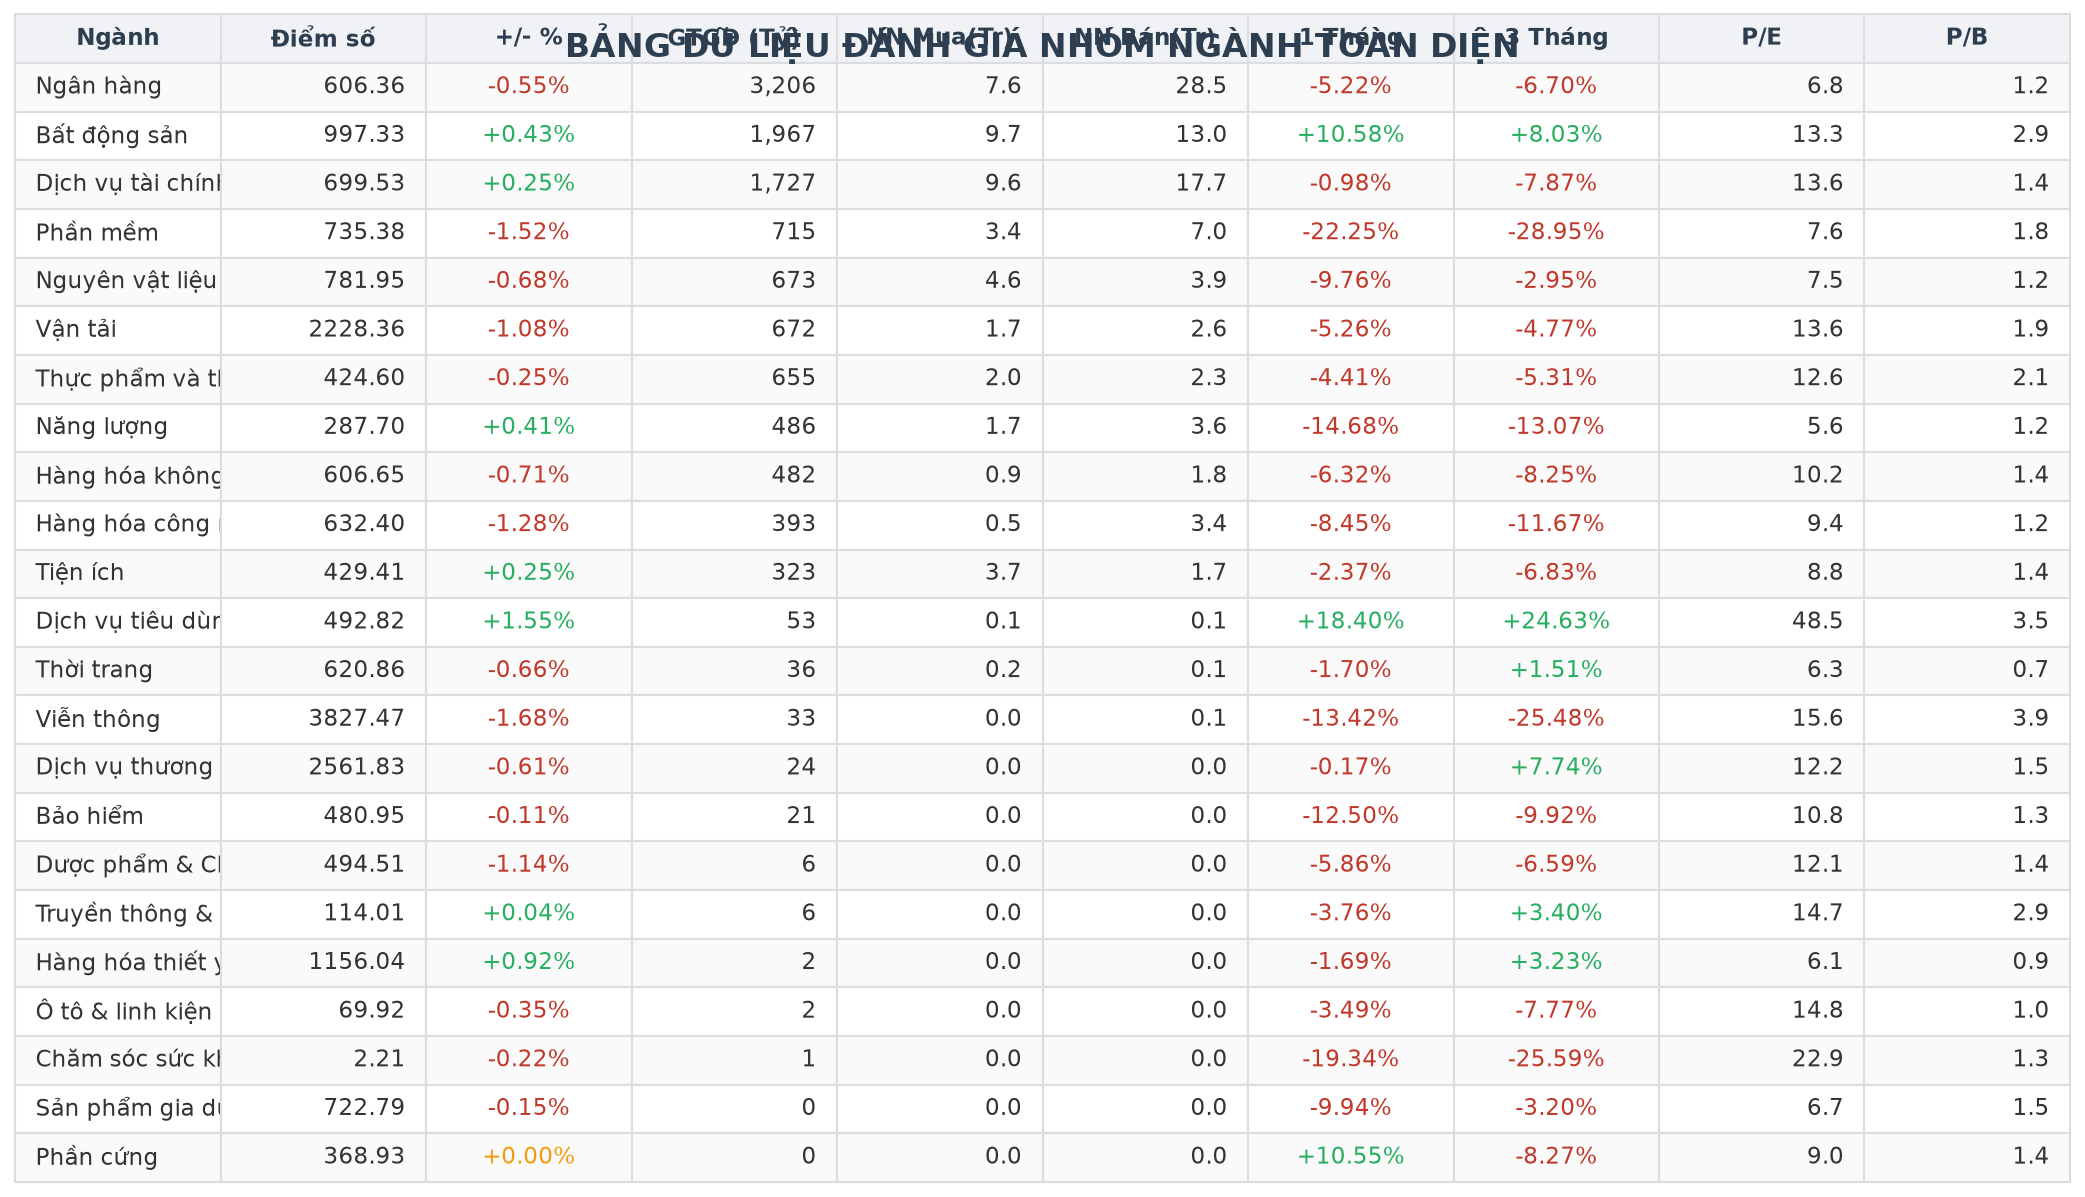 BẢNG DỮ LIỆU ĐÁNH GIÁ NHÓM NGÀNH TOÀN DIỆN
Ngành Điểm số +/- % GTGD (Tỷ) NN Mua(Tr) NN Bán(Tr) 1 Tháng 3 Tháng P/E P/B
Ngân hàng 606.36 -0.55% 3,206 7.6 28.5 -5.22% -6.70% 6.8 1.2
Bất động sản 997.33 +0.43% 1,967 9.7 13.0 +10.58% +8.03% 13.3 2.9
Dịch vụ tài chính 699.53 +0.25% 1,727 9.6 17.7 -0.98% -7.87% 13.6 1.4
Phần mềm 735.38 -1.52% 715 3.4 7.0 -22.25% -28.95% 7.6 1.8
Nguyên vật liệu 781.95 -0.68% 673 4.6 3.9 -9.76% -2.95% 7.5 1.2
Vận tải 2228.36 -1.08% 672 1.7 2.6 -5.26% -4.77% 13.6 1.9
Thực phẩm và 424.60 -0.25% 655 2.0 2.3 -4.41% -5.31% 12.6 2.1
Năng lượng 287.70 +0.41% 486 1.7 3.6 -14.68% -13.07% 5.6 1.2
Hàng hóa không 606.65 -0.71% 482 0.9 1.8 -6.32% -8.25% 10.2 1.4
Hàng hóa công 632.40 -1.28% 393 0.5 3.4 -8.45% -11.67% 9.4 1.2
Tiện ích 429.41 +0.25% 323 3.7 1.7 -2.37% -6.83% 8.8 1.4
Dịch vụ tiêu 492.82 +1.55% 53 0.1 0.1 +18.40% +24.63% 48.5 3.5
Thời trang 620.86 -0.66% 36 0.2 0.1 -1.70% +1.51% 6.3 0.7
Viễn thông 3827.47 -1.68% 33 0.0 0.1 -13.42% -25.48% 15.6 3.9
Dịch vụ thương 2561.83 -0.61% 24 0.0 0.0 -0.17% +7.74% 12.2 1.5
Bảo hiểm 480.95 -0.11% 21 0.0 0.0 -12.50% -9.92% 10.8 1.3
Dược phẩm & 494.51 -1.14% 6 0.0 0.0 -5.86% -6.59% 12.1 1.4
Truyền thông & 114.01 +0.04% 6 0.0 0.0 -3.76% +3.40% 14.7 2.9
Hàng hóa thiết 1156.04 +0.92% 2 0.0 0.0 -1.69% +3.23% 6.1 0.9
Ô tô & linh kiện 69.92 -0.35% 2 0.0 0.0 -3.49% -7.77% 14.8 1.0
Chăm sóc sức 2.21 -0.22% 1 0.0 0.0 -19.34% -25.59% 22.9 1.3
Sản phẩm gia 722.79 -0.15% 0 0.0 0.0 -9.94% -3.20% 6.7 1.5
Phần cứng 368.93 +0.00% 0 0.0 0.0 +10.55% -8.27% 9.0 1.4